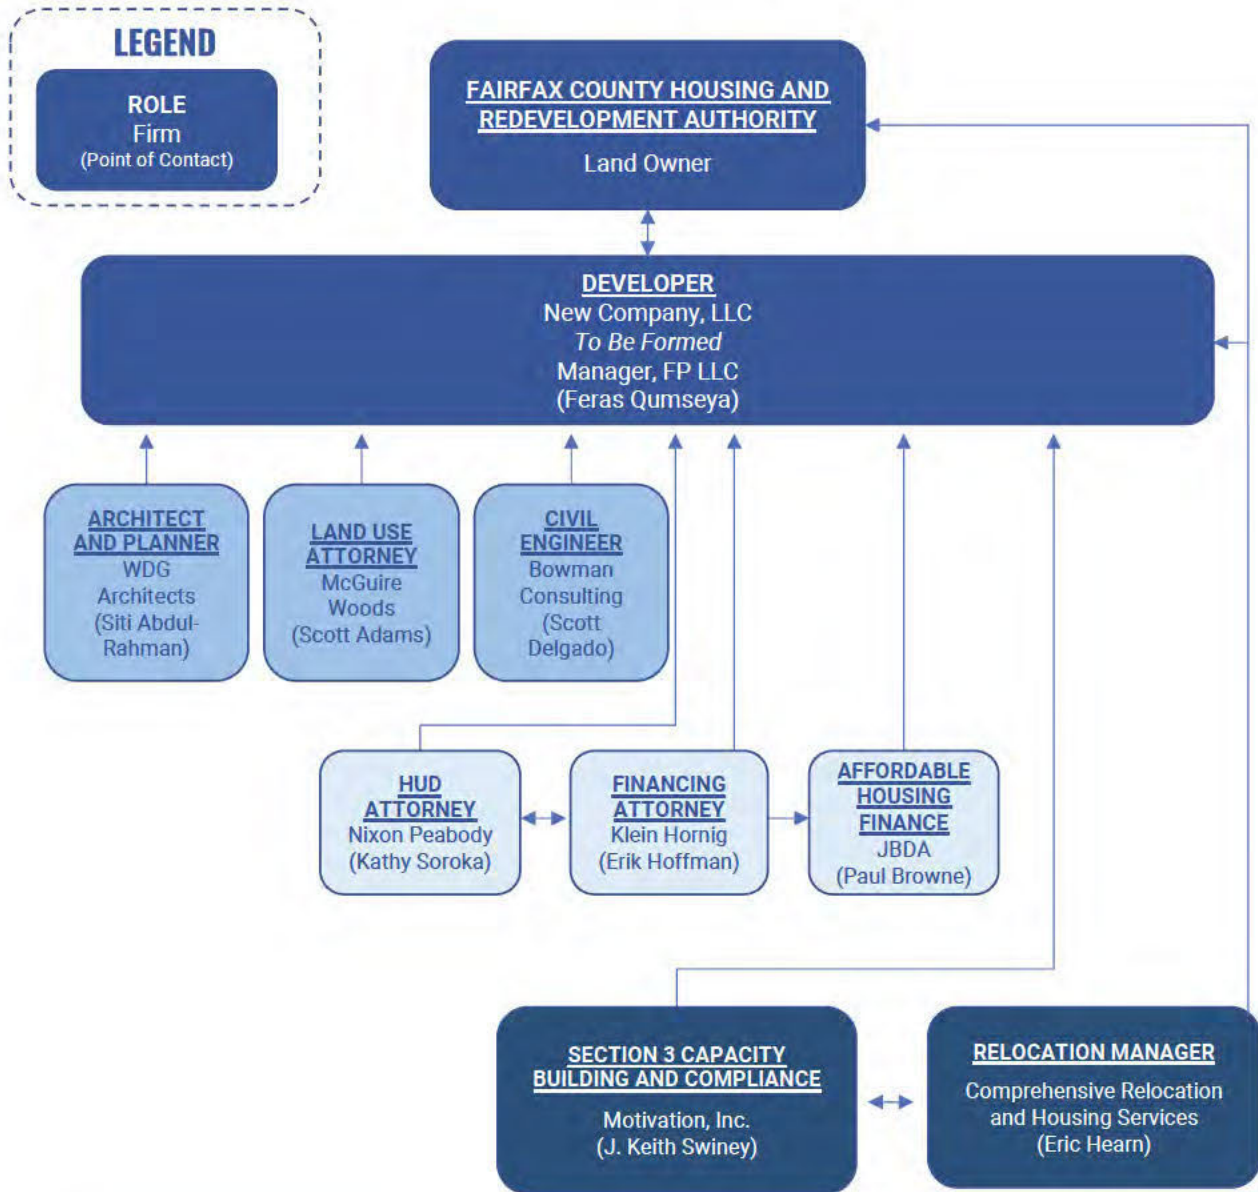 LEGEND
ROLE
Firm
(Point of Contact)
FAIRFAX COUNTY HOUSING AND
REDEVELOPMENT AUTHORITY
Land Owner
DEVELOPER
New Company, LLC
To Be Formed
Manager, FP LLC
(Feras Qumseya)
ARCHITECT
AND PLANNER
WDG
Architects
(Siti Abdul-
Rahman)
LAND USE
ATTORNEY
McGuire
Woods
(Scott Adams)
CIVIL
ENGINEER
Bowman
Consulting
(Scott
Delgado)
HUD
ATTORNEY
Nixon Peabody
(Kathy Soroka)
FINANCING
ATTORNEY
Klein Hornig
(Erik Hoffman)
AFFORDABLE
HOUSING
FINANCE
JBDA
(Paul Browne)
SECTION 3 CAPACITY
BUILDING AND COMPLIANCE
Motivation, Inc.
(J. Keith Swiney)
RELOCATION MANAGER
Comprehensive Relocation
and Housing Services
(Eric Hearn)